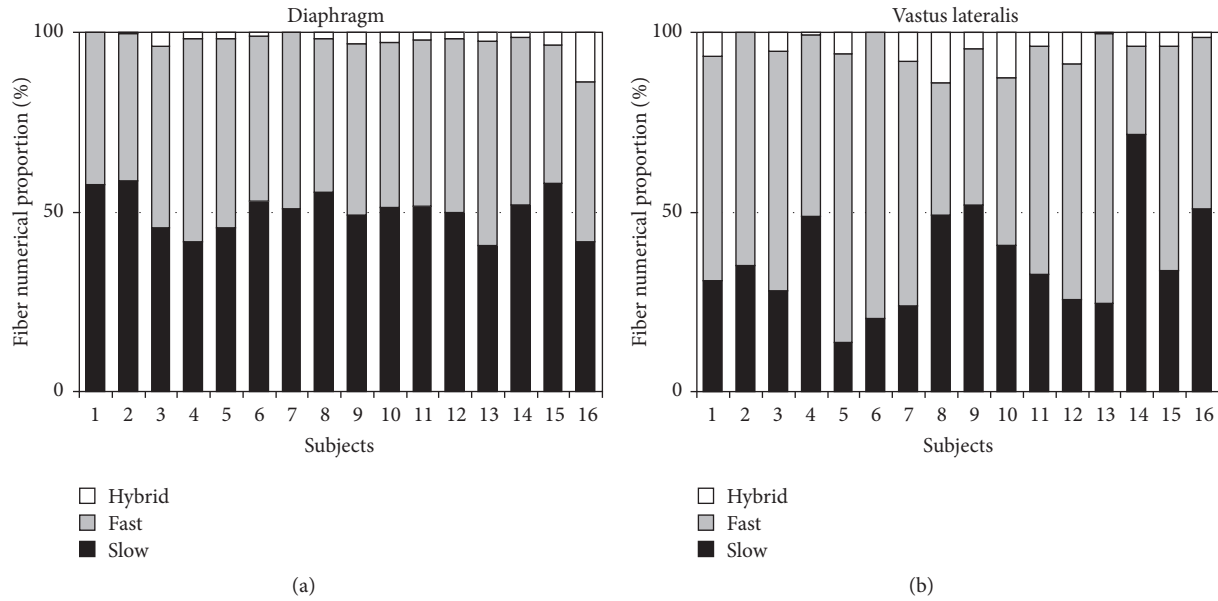 Diaphragm
Fiber numerical proportion (%)
100
50
0
1 2 3 4 5 6 7 8 9 10 11 12 13 14 15 16
Subjects
Hybrid
Fast
Slow
(a)
Vastus lateralis
Fiber numerical proportion (%)
100
50
0
1 2 3 4 5 6 7 8 9 10 11 12 13 14 15 16
Subjects
Hybrid
Fast
Slow
(b)